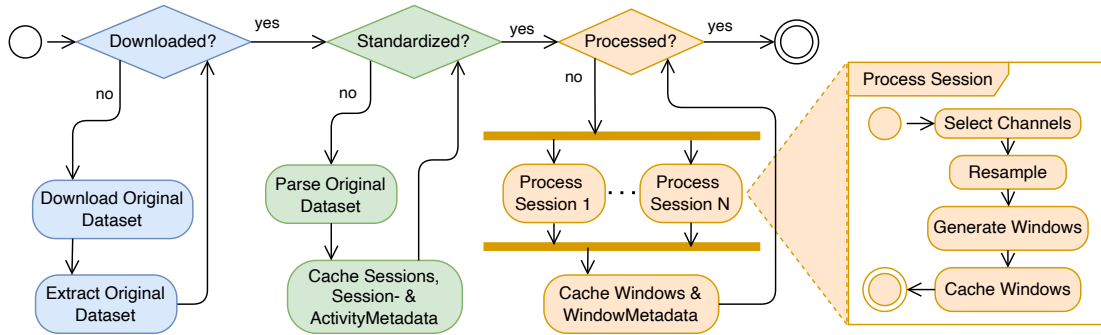 Downloaded?
yes
Standardized?
yes
Processed?
yes
no
no
no
Download Original
Dataset
Extract Original
Dataset
Parse Original
Dataset
Cache Sessions,
Session- &
ActivityMetadata
Process
Session 1
. . .
Process
Session N
Cache Windows &
WindowMetadata
Process Session
Select Channels
Resample
Generate Windows
Cache Windows